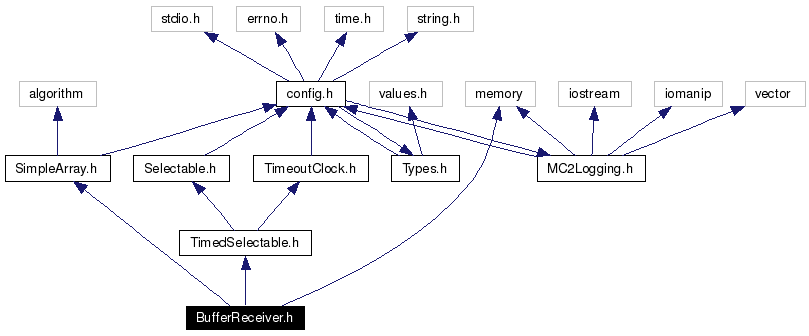 stdio.h
errno.h
time.h
string.h
algorithm
config.h
values.h
memory
iostream
iomanip
vector
SimpleArray.h
Selectable.h
TimeoutClock.h
Types.h
MC2Logging.h
TimedSelectable.h
BufferReceiver.h